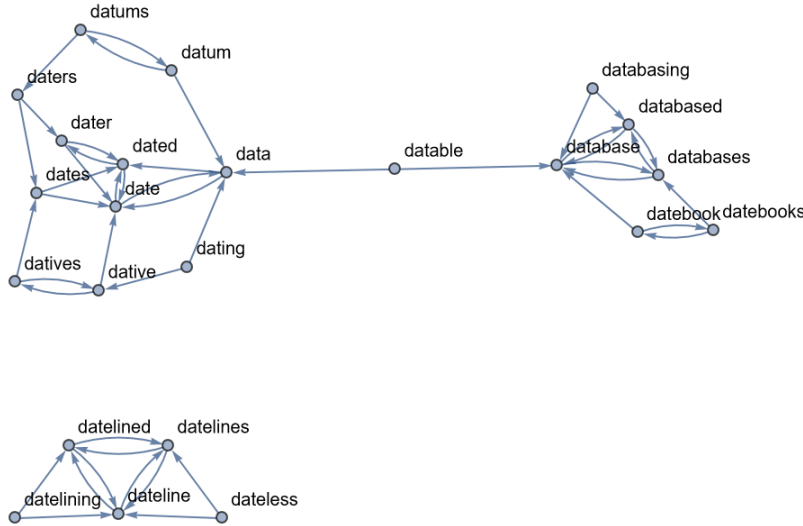 datums
datum
daters
databasing
dater
databased
dated
data
datable
database
databases
dates
date
datebook
datebooks
dating
datives
dative
datelined
datelines
datelining
dateline
dateless